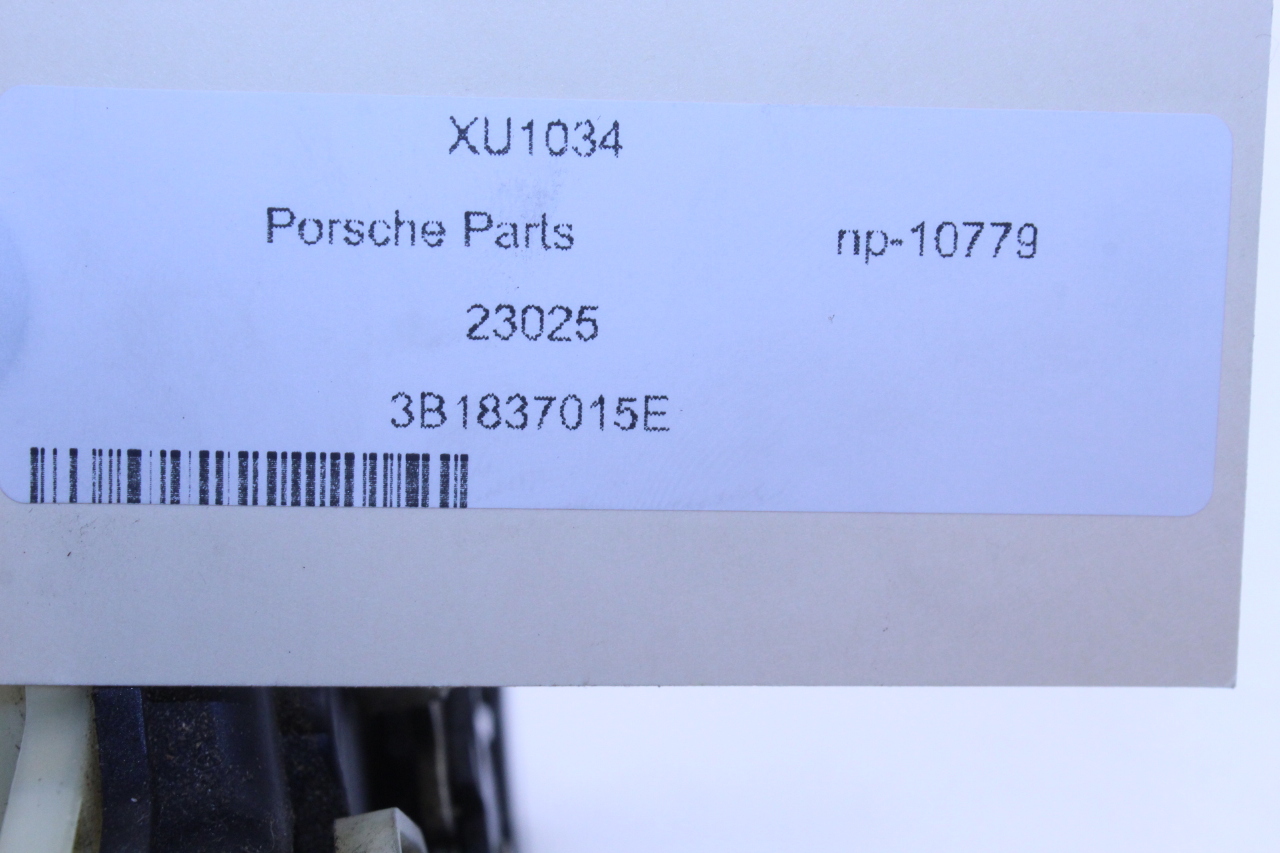 XU1034
Porsche Parts np-10779
23025
3B1837015E